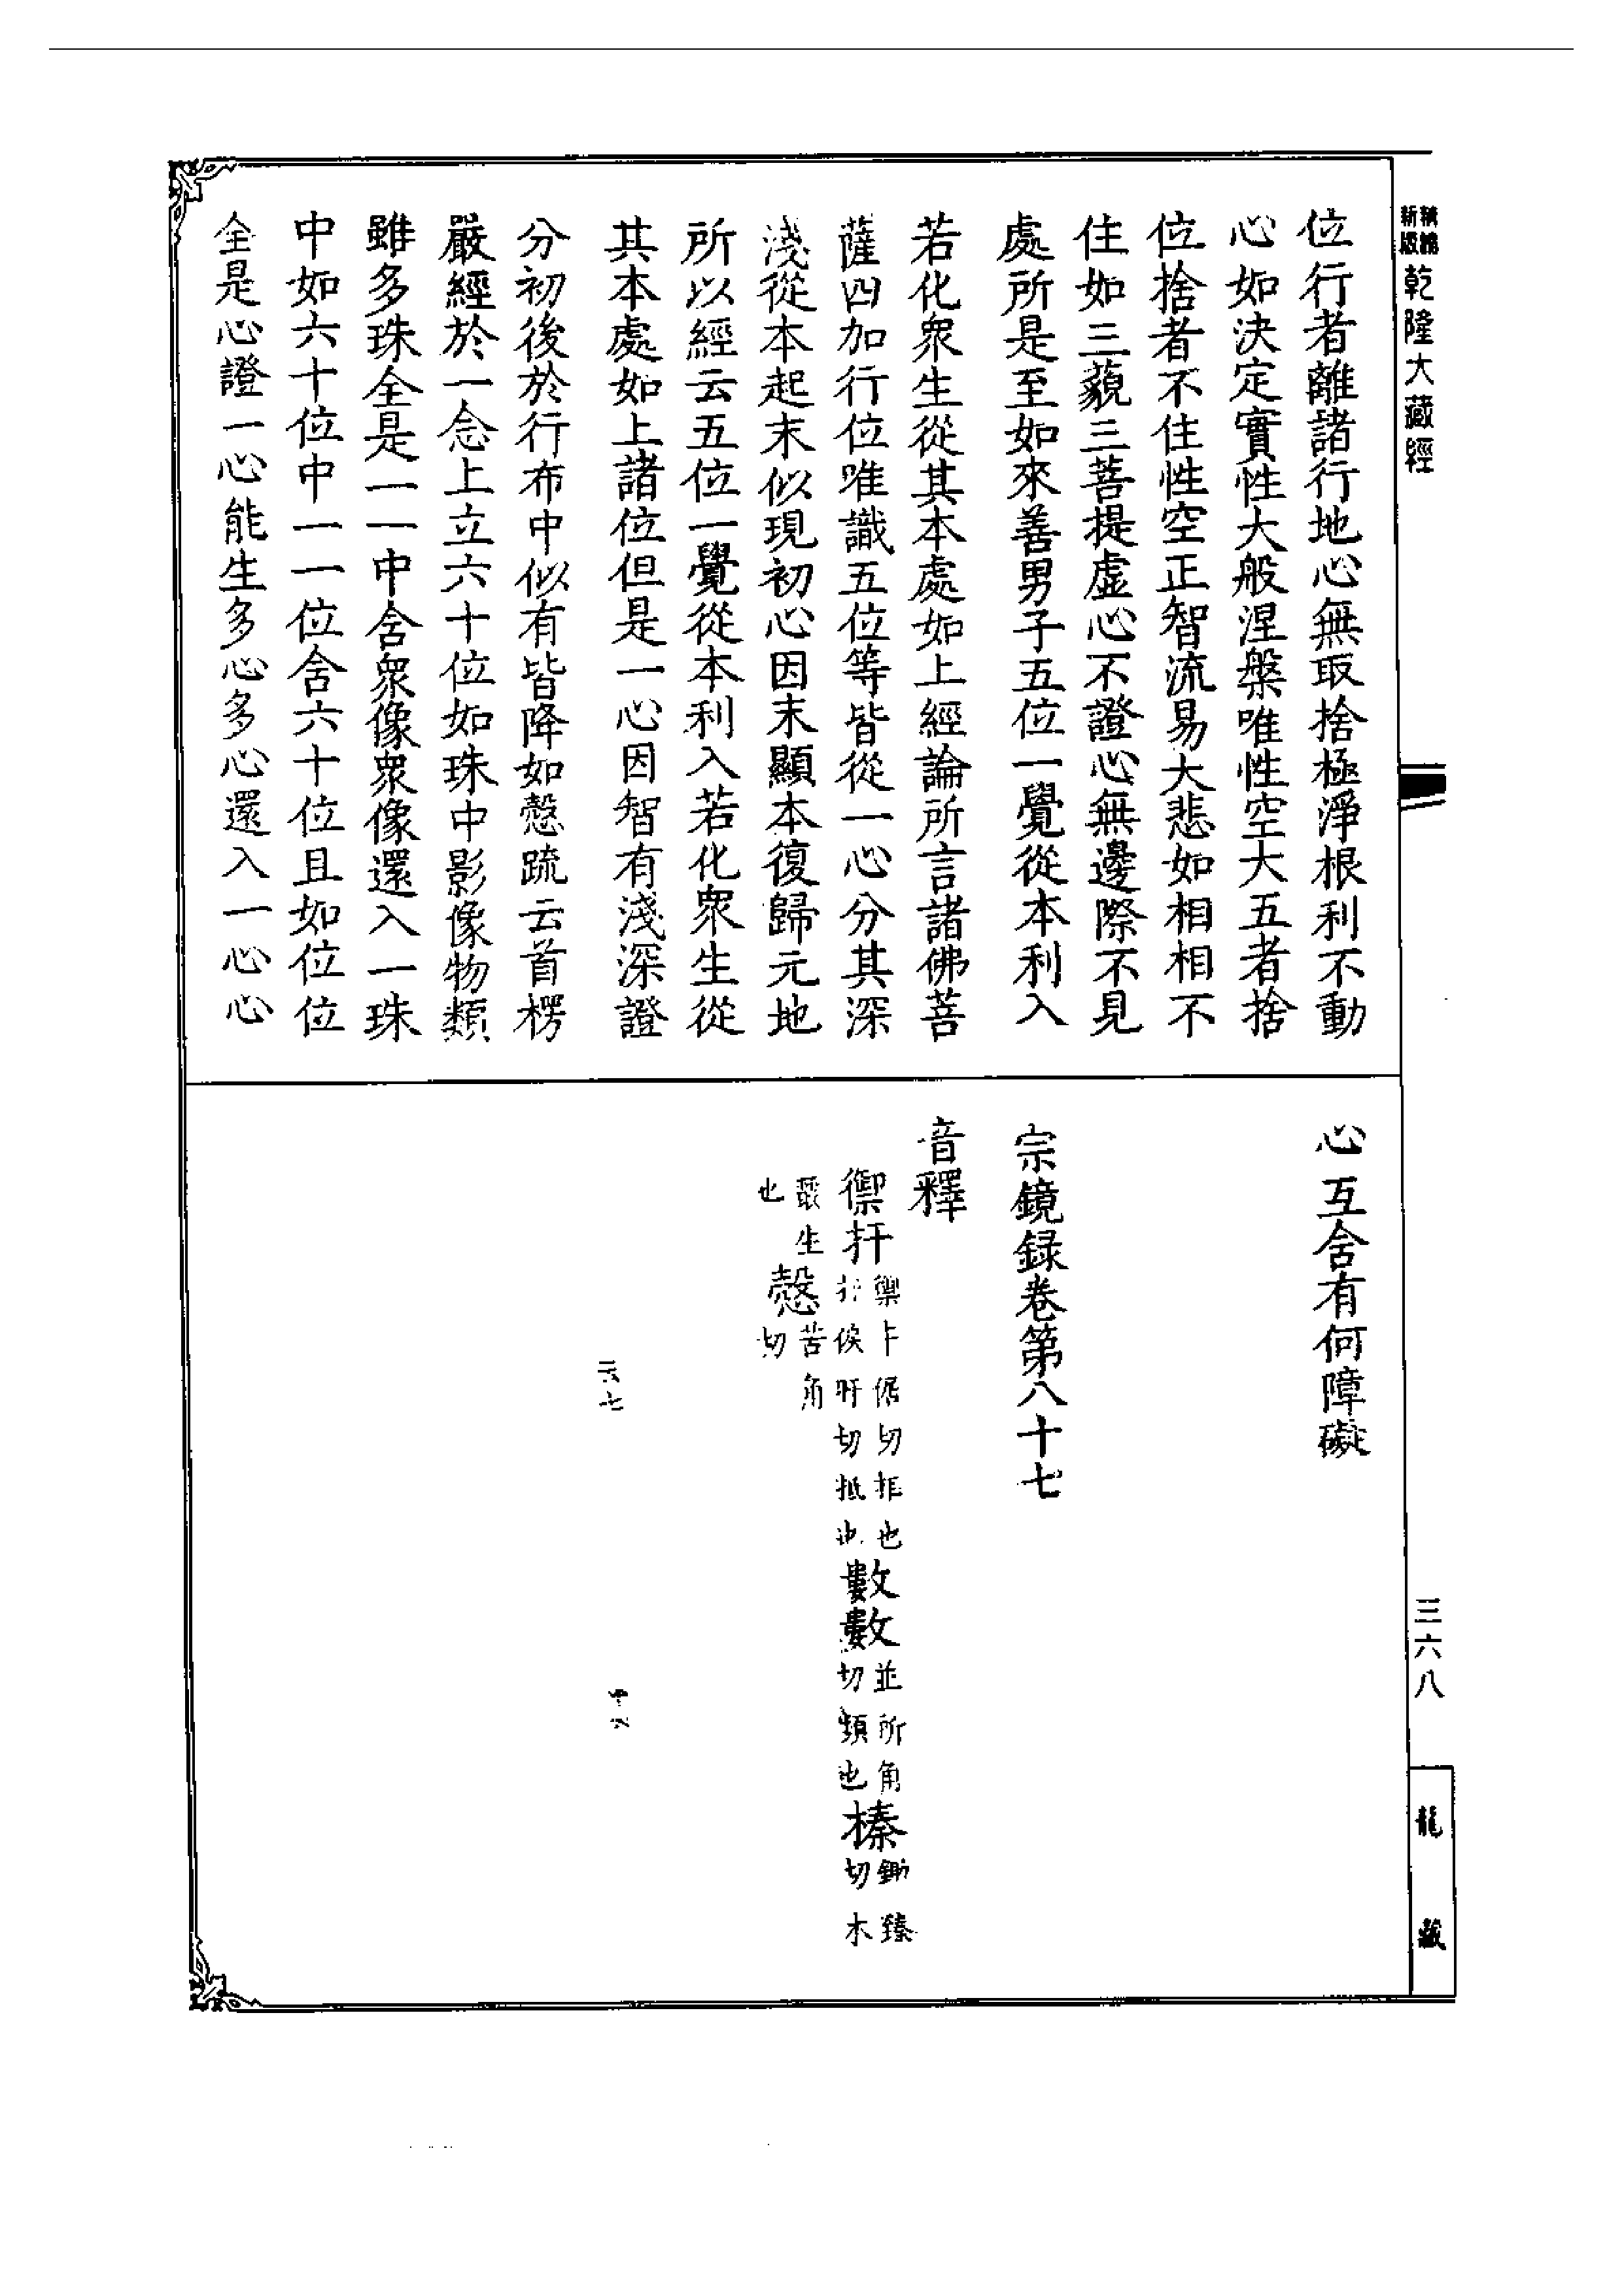 新編縮版 乾隆大藏經
位行者離諸行地心無取捨極淨根利不動
心如決定實性大般涅槃唯性空大五者捨
位捨者不住性空正智流易大悲如相相不
住如三藐三菩提虛心不證心無邊際不見
處所是至如來善男子五位一覺從本利入
若化衆生從其本處如上經論所言諸佛菩
薩四加行位唯識五位等皆從一心分其深
淺從本起末似現初心因末顯本復歸元地
所以經云五位一覺從本利入若化衆生從
其本處如上諸位但是一心因智有淺深證
分初後於行布中似有皆降如慤疏云首楞
嚴經於一念上立六十位如珠中影像物類
雖多珠全是一一中含衆像衆像還入一珠
中如六十位中一一位含六十位且如位位
全是心證一心能生多心多心還入一心心
心互含有何障礙
宗鏡録卷第八十七
音釋
禦扞禦卞倨切拒也扞侯旰切抵也數數並所角切頻也榛鋤臻切木
叢生也慤苦角切
三六八
龍藏